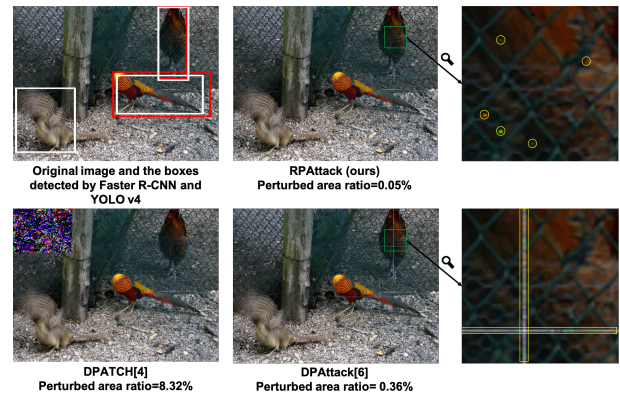 Original image and the boxes
detected by Faster R-CNN and
YOLO v4
RPAttack (ours)
Perturbed area ratio=0.05%
DPATCH[4]
Perturbed area ratio=8.32%
DPAttack[6]
Perturbed area ratio= 0.36%